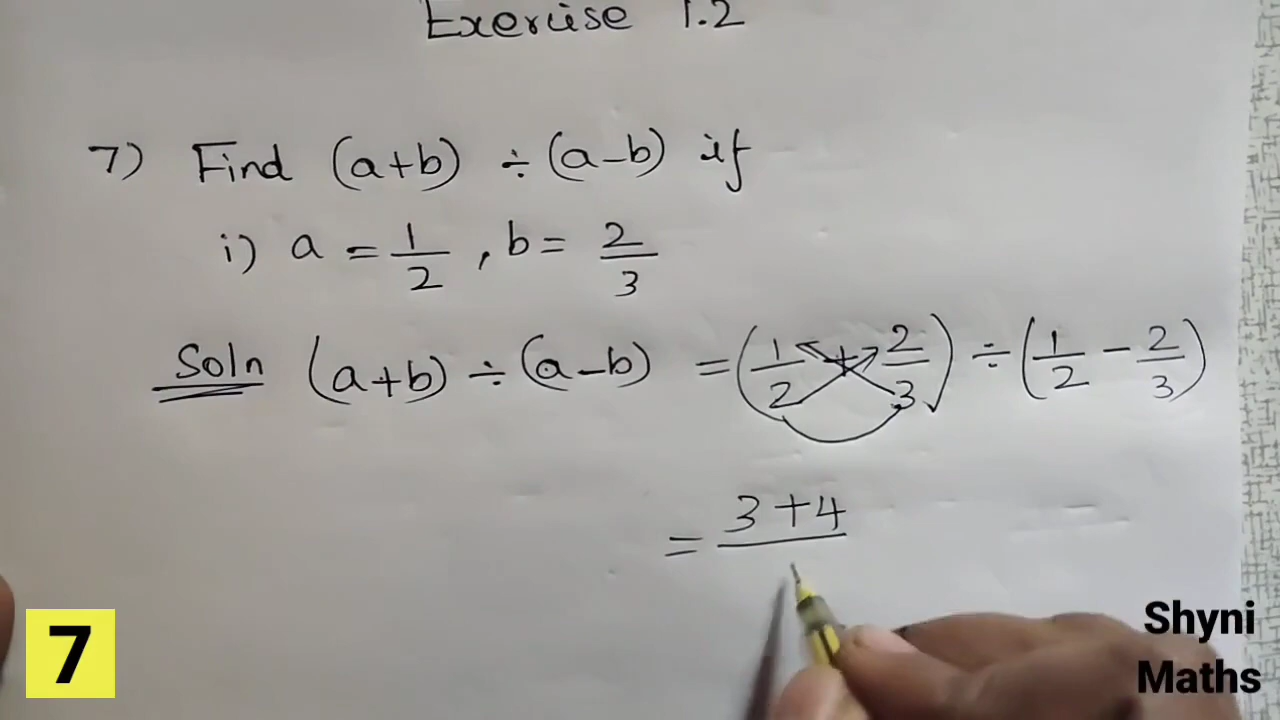 Exercise 1.2
7) Find (a+b) ÷ (a-b) if
i) a = 1/2 , b = 2/3
Soln (a+b) ÷ (a-b) = (1/2 + 2/3) ÷ (1/2 - 2/3)
= 3+4
7
Shyni
Maths